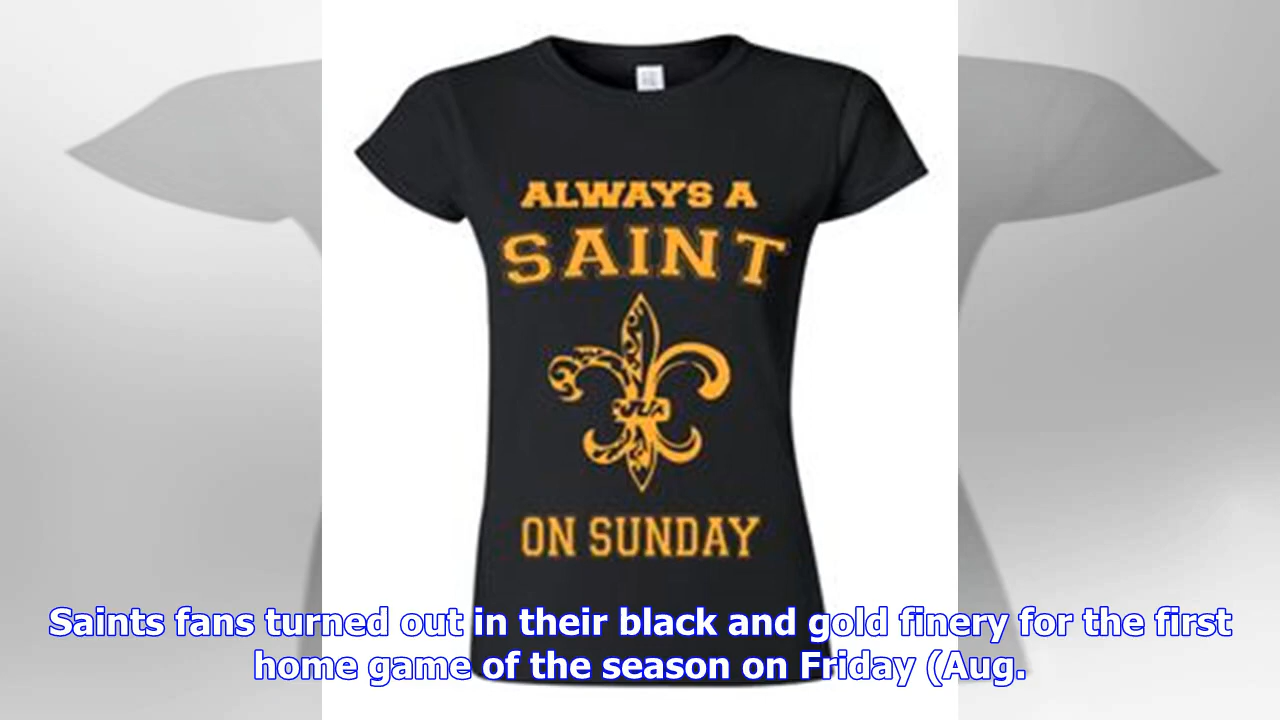 ALWAYS A
SAINT
ON SUNDAY
Saints fans turned out in their black and gold finery for the first
home game of the season on Friday (Aug.